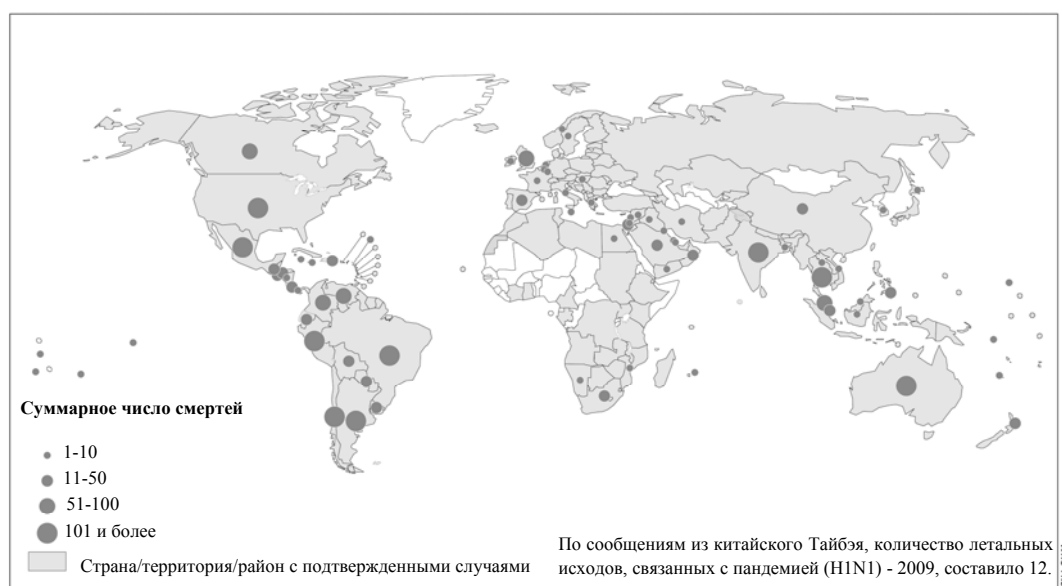 Суммарное число смертей
1-10
11-50
51-100
101 и более
Страна/территория/район с подтвержденными случаями
По сообщениям из китайского Тайбэя, количество летальных
исходов, связанных с пандемией (H1N1) - 2009, составило 12.